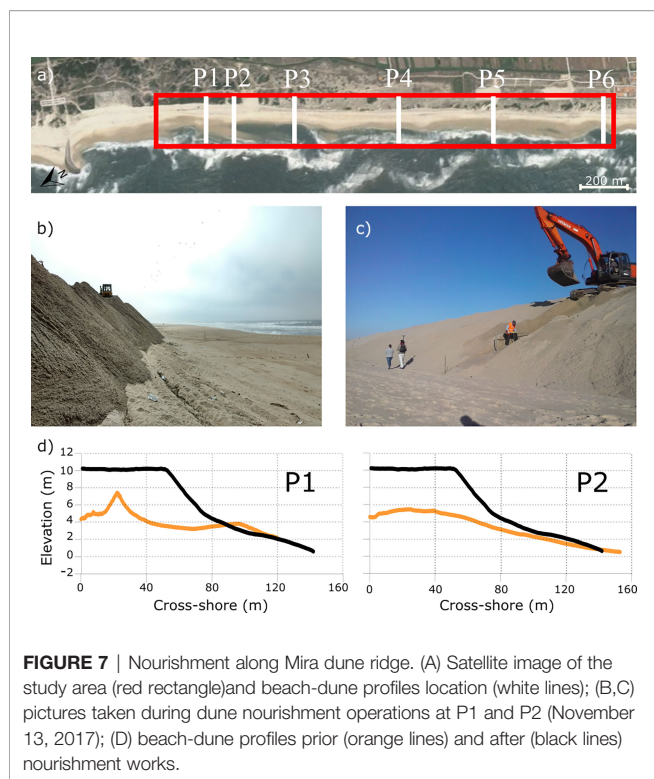 a)
P1 P2 P3 P4 P5 P6
N
200 m
b)
c)
d)
12
10
8
6
4
2
0
-2
Elevation (m)
P1
0 40 80 120 160
Cross-shore (m)
P2
0 40 80 120 160
Cross-shore (m)
FIGURE 7 | Nourishment along Mira dune ridge. (A) Satellite image of the
study area (red rectangle)and beach-dune profiles location (white lines); (B,C)
pictures taken during dune nourishment operations at P1 and P2 (November
13, 2017); (D) beach-dune profiles prior (orange lines) and after (black lines)
nourishment works.